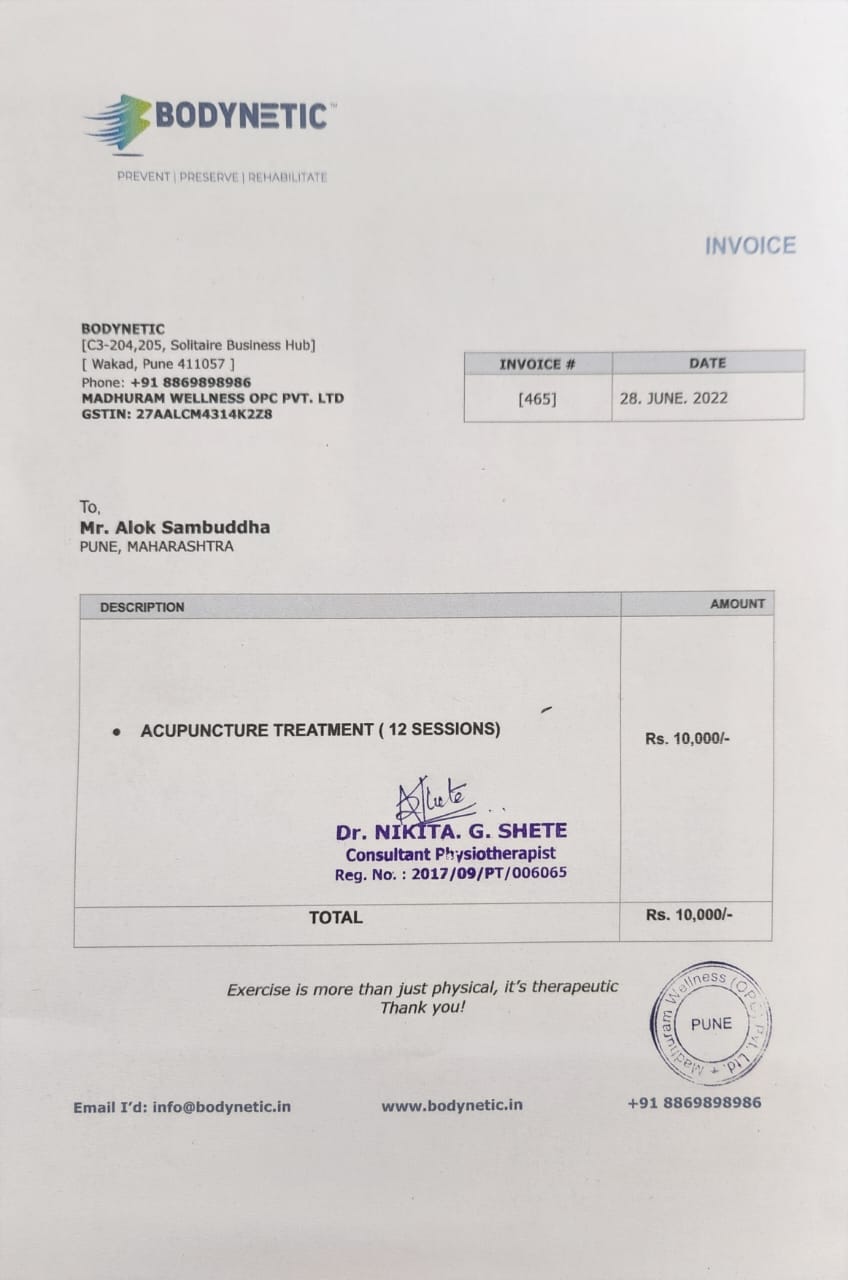 BODYNETIC™
PREVENT | PRESERVE | REHABILITATE
INVOICE
BODYNETIC
[C3-204,205, Solitaire Business Hub]
[ Wakad, Pune 411057 ]
Phone: +91 8869898986
MADHURAM WELLNESS OPC PVT. LTD
GSTIN: 27AALCM4314K2Z8
INVOICE # DATE
[465] 28. JUNE. 2022
To,
Mr. Alok Sambuddha
PUNE, MAHARASHTRA
DESCRIPTION AMOUNT
• ACUPUNCTURE TREATMENT ( 12 SESSIONS) Rs. 10,000/-
Dr. NIKITA. G. SHETE
Consultant Physiotherapist
Reg. No. : 2017/09/PT/006065
TOTAL Rs. 10,000/-
Exercise is more than just physical, it's therapeutic
Thank you!
Madhuram Wellness (OPC) Pvt. Ltd. +
PUNE
Email I'd: info@bodynetic.in www.bodynetic.in +91 8869898986